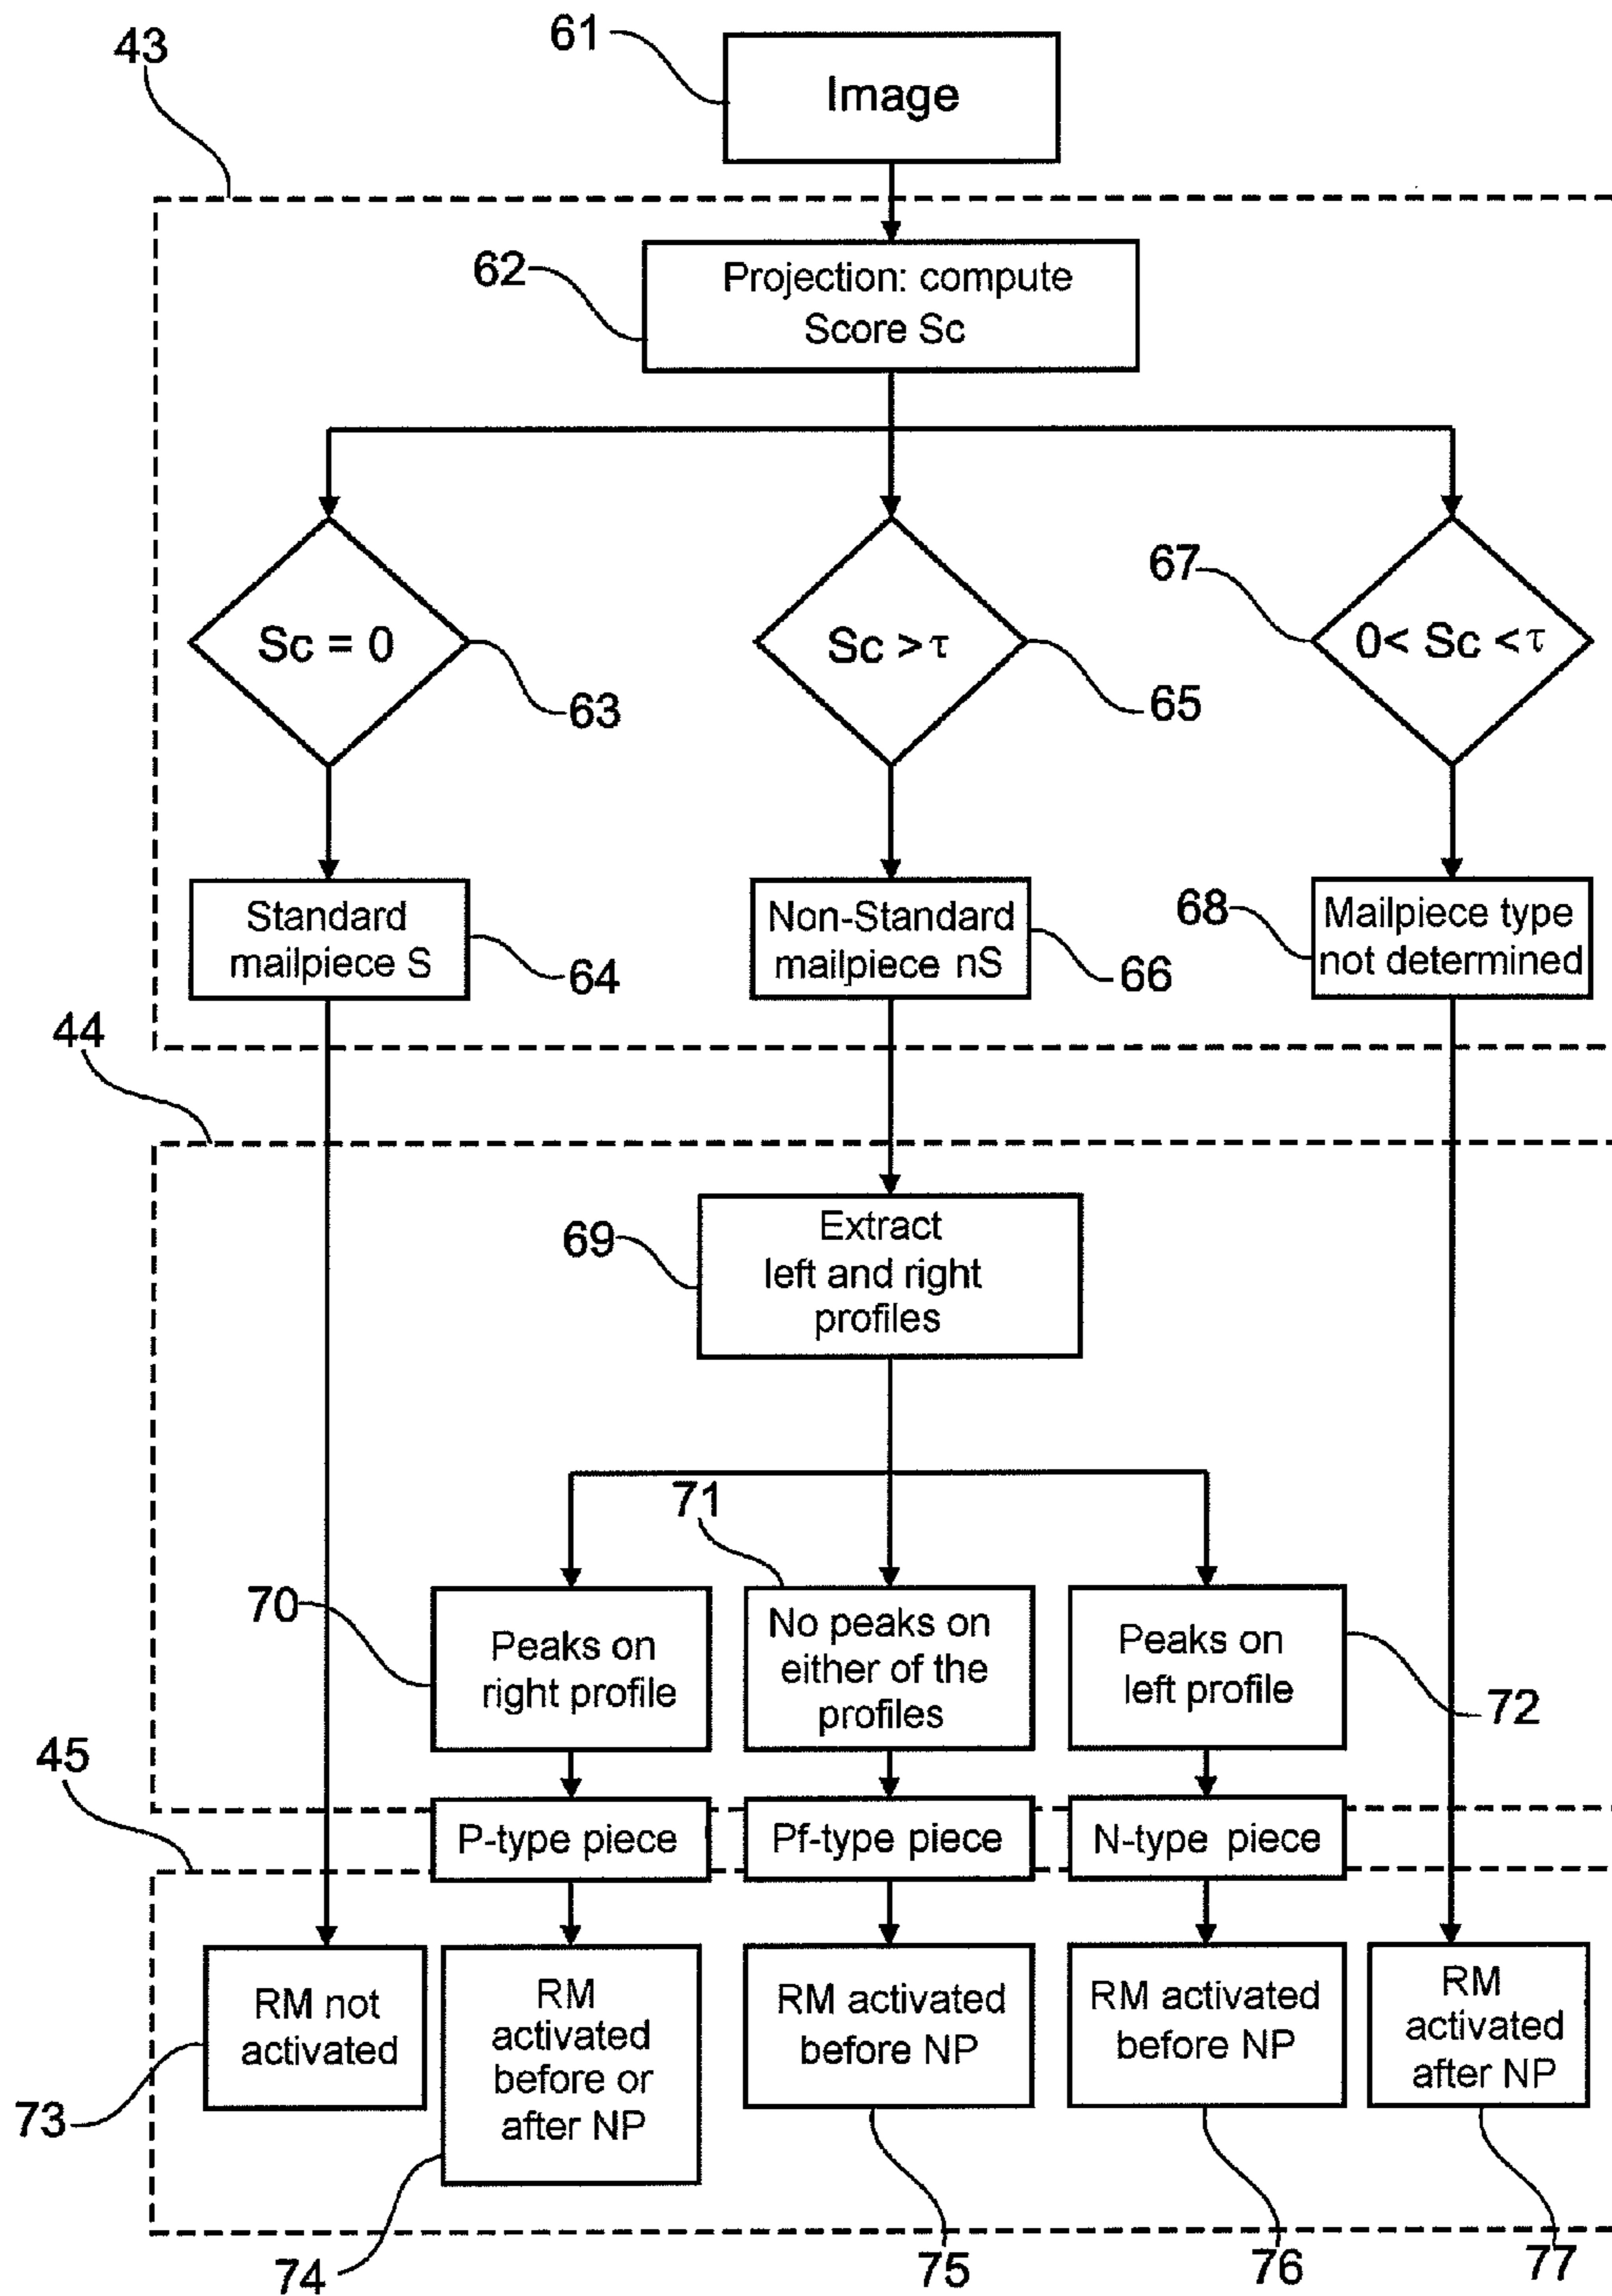 61
Image
43
62
Projection: compute
Score Sc
Sc = 0
63
Sc > τ
65
67
0< Sc <τ
Standard
mailpiece S
64
Non-Standard
mailpiece nS
66
68
Mailpiece type
not determined
44
69
Extract
left and right
profiles
70
Peaks on
right profile
71
No peaks on
either of the
profiles
Peaks on
left profile
72
45
P-type piece
Pf-type piece
N-type piece
RM not
activated
73
RM
activated
before or
after NP
74
RM activated
before NP
75
RM activated
before NP
76
RM
activated
after NP
77